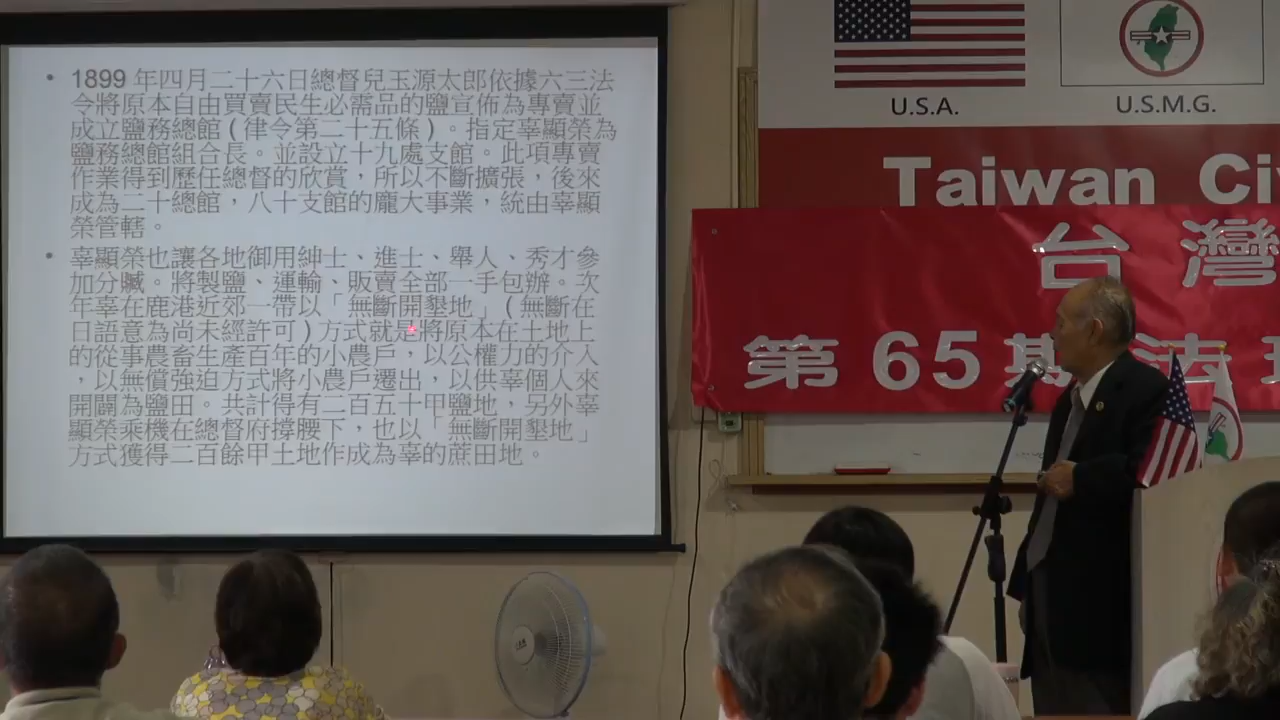 • 1899 年四月二十六日總督兒玉源太郎依據六三法
令將原本自由買賣民生必需品的鹽宣佈為專賣並
成立鹽務總館 ( 律令第二十五條 ) 。指定辜顯榮為
鹽務總館組合長。並設立十九處支館。此項專賣
作業得到歷任總督的欣賞，所以不斷擴張，後來
成為二十總館，八十支館的龐大事業，統由辜顯
榮管轄。
• 辜顯榮也讓各地御用紳士、進士、舉人、秀才參
加分贓。將製鹽、運輸、販賣全部一手包辦。次
年辜在鹿港近郊一帶以「無斷開墾地」( 無斷在
日語意為尚未經許可 ) 方式就是將原本在土地上
的從事農畜生產百年的小農戶，以公權力的介入
，以無償強迫方式將小農戶遷出，以供辜個人來
開闢為鹽田。共計得有二百五十甲鹽地，另外辜
顯榮乘機在總督府撐腰下，也以「無斷開墾地」
方式獲得二百餘甲土地作成為辜的蔗田地。
U.S.A.
U.S.M.G.
Taiwan Ci
台灣
第65期法理